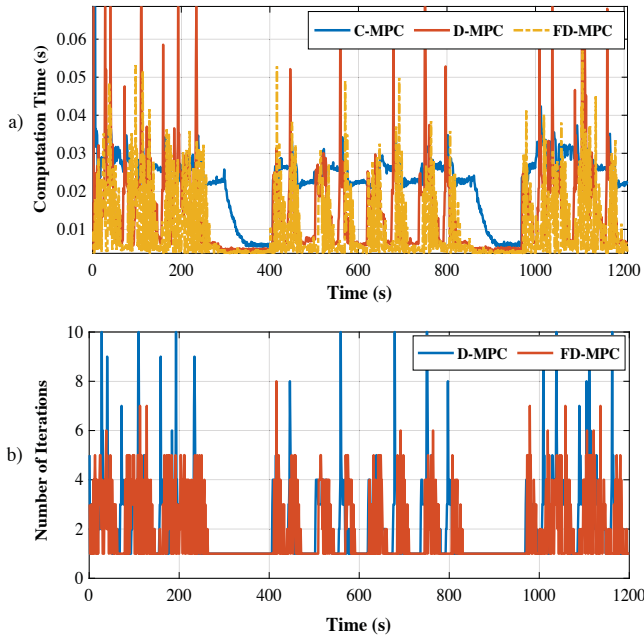 C-MPC D-MPC FD-MPC
0.06
0.05
0.04
0.03
0.02
0.01
Computation Time (s)
a)
0 200 400 600 800 1000 1200
Time (s)
D-MPC FD-MPC
10
8
6
4
2
0
Number of Iterations
b)
0 200 400 600 800 1000 1200
Time (s)